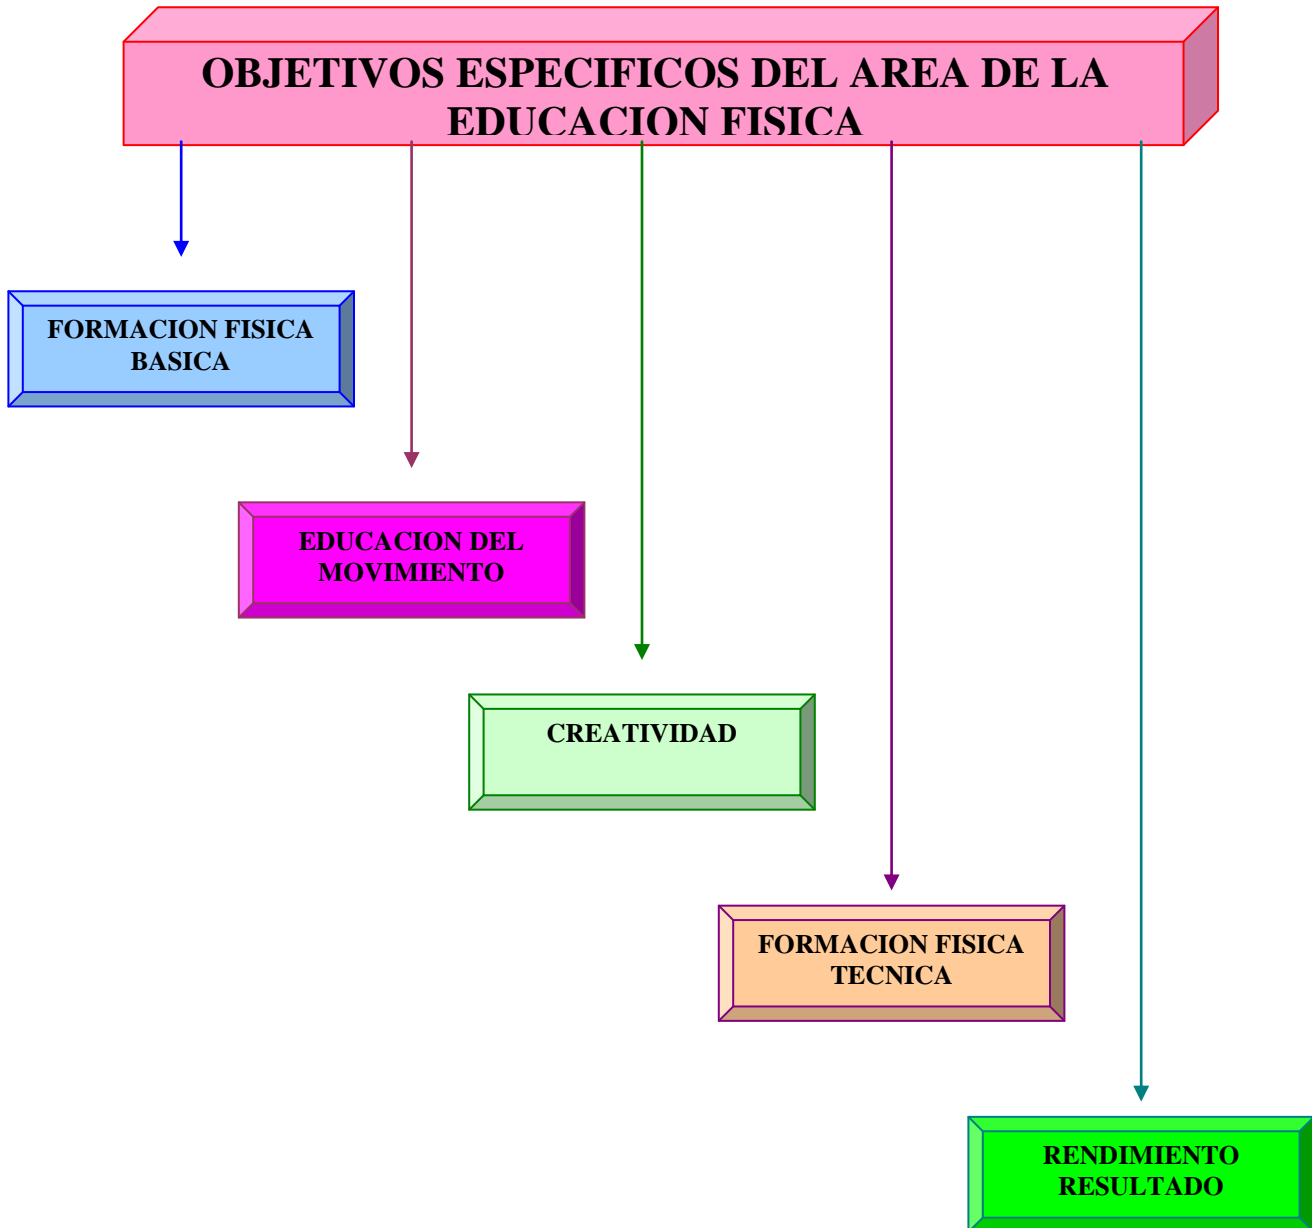 OBJETIVOS ESPECIFICOS DEL AREA DE LA
EDUCACION FISICA
FORMACION FISICA
BASICA
EDUCACION DEL
MOVIMIENTO
CREATIVIDAD
FORMACION FISICA
TECNICA
RENDIMIENTO
RESULTADO